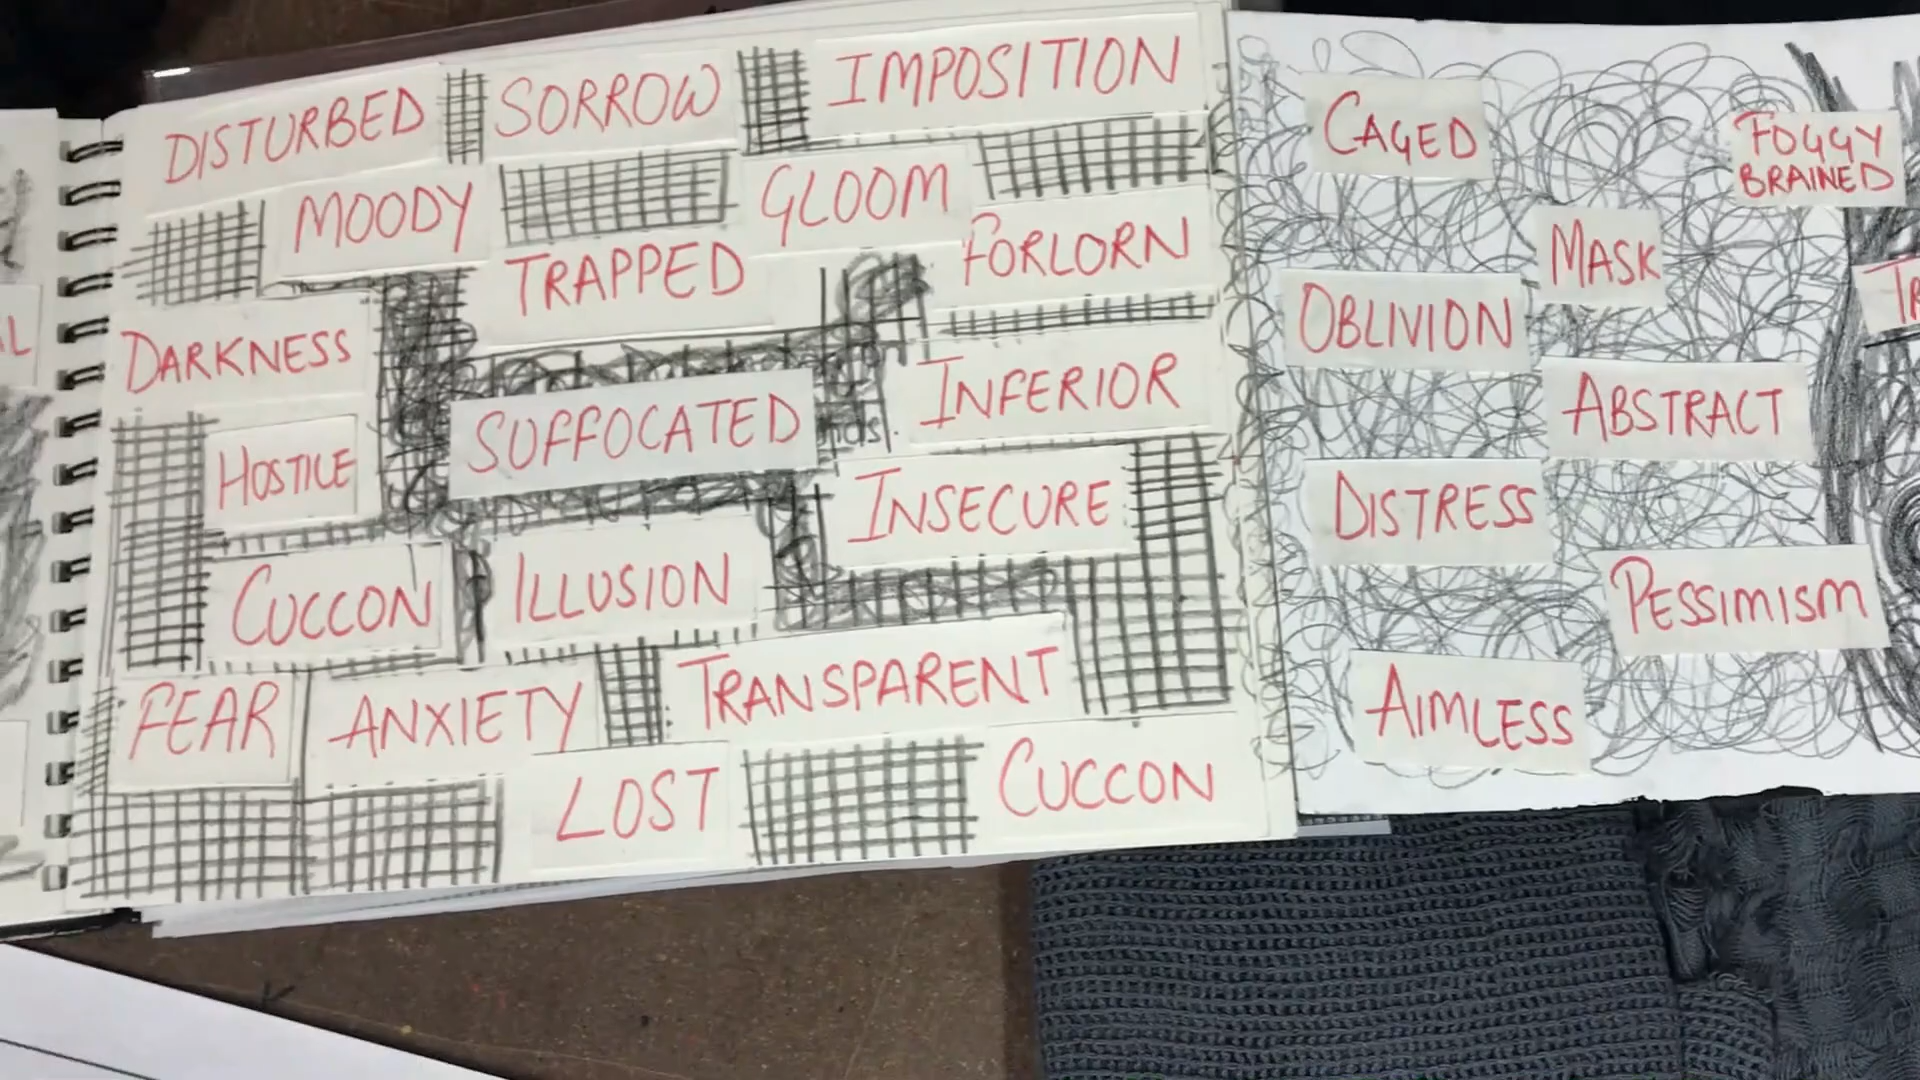 DISTURBED
SORROW
IMPOSITION
MOODY
GLOOM
TRAPPED
FORLORN
DARKNESS
INFERIOR
SUFFOCATED
HOSTILE
INSECURE
CUCCON
ILLUSION
FEAR
ANXIETY
TRANSPARENT
LOST
CUCCON
CAGED
FOGGY
BRAINED
MASK
OBLIVION
ABSTRACT
DISTRESS
PESSIMISM
AIMLESS